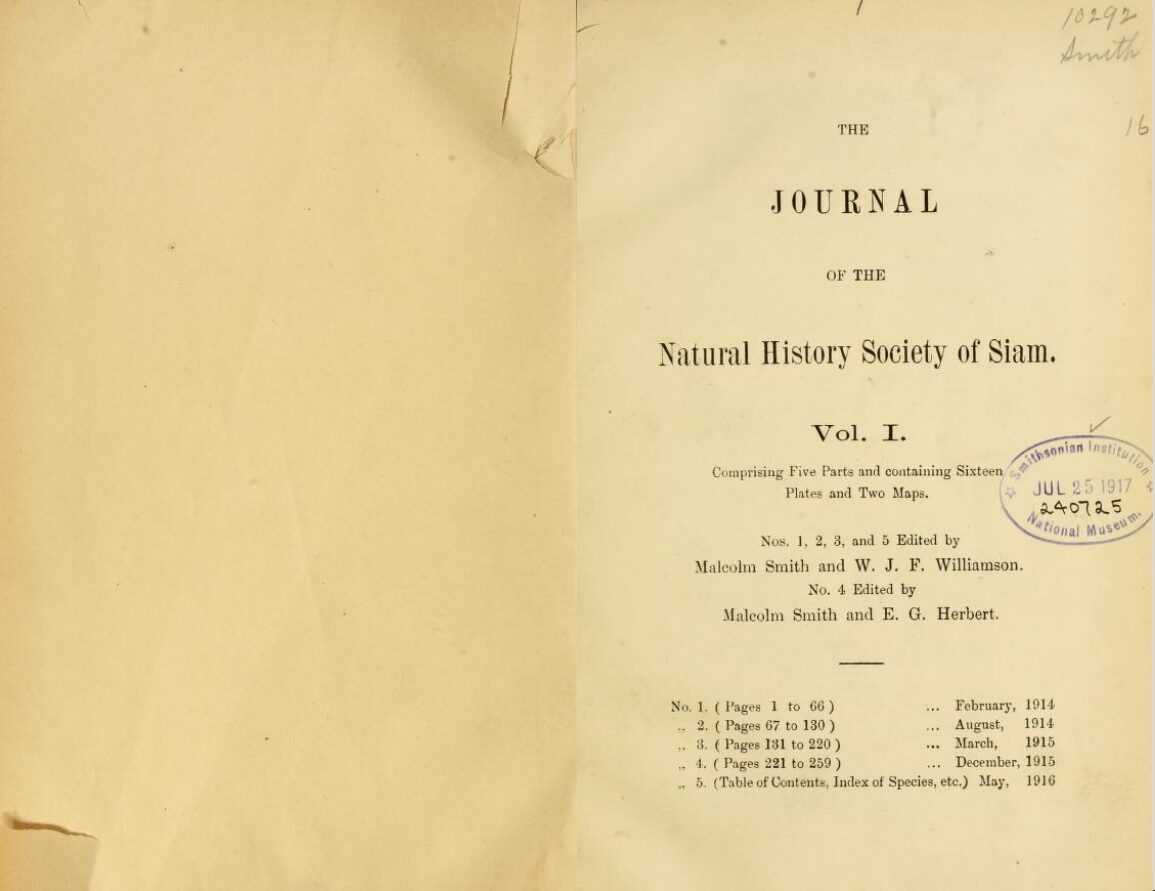 10292
Smith
16
THE
JOURNAL
OF THE
Natural History Society of Siam.
Vol. I.
Comprising Five Parts and containing Sixteen
Plates and Two Maps.
Smithsonian Institution
JUL 25 1917
240725
National Museum.
Nos. 1, 2, 3, and 5 Edited by
Malcolm Smith and W. J. F. Williamson.
No. 4 Edited by
Malcolm Smith and E. G. Herbert.
No. 1. ( Pages 1 to 66 ) ... February, 1914
„ 2. ( Pages 67 to 130 ) ... August, 1914
„ 3. ( Pages 131 to 220 ) ... March, 1915
„ 4. ( Pages 221 to 259 ) ... December, 1915
„ 5. (Table of Contents, Index of Species, etc.) May, 1916